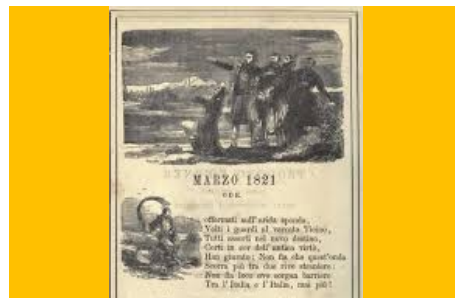 MARZO 1821
ODE
offermati sull'arida sponda,
Volti i guardi al varcato Ticino,
Tutti assorti nel novo destino,
Certi in cor dell'antica virtù,
Han giurato: Non fia che quest'onda
Scorra più tra due rive straniere:
Non fia loco ove sorgan barriere
Tra l'Italia e l'Italia, mai più!